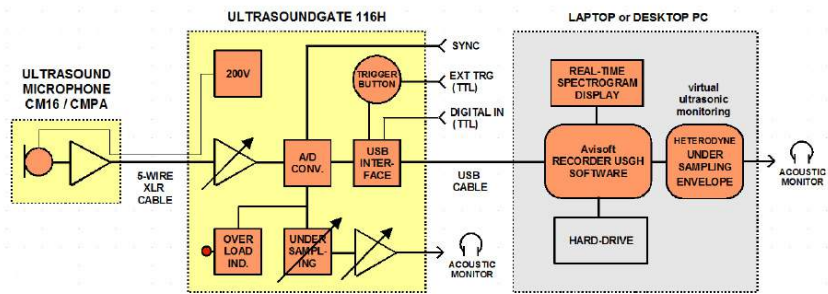 ULTRASOUNDGATE 116H
LAPTOP or DESKTOP PC
ULTRASOUND
MICROPHONE
CM16 / CMPA
200V
TRIGGER
BUTTON
SYNC
EXT TRG
(TTL)
DIGITAL IN
(TTL)
REAL-TIME
SPECTROGRAM
DISPLAY
virtual
ultrasonic
monitoring
5-WIRE
XLR
CABLE
A/D
CONV.
USB
INTER-
FACE
USB
CABLE
Avisoft
RECORDER USGH
SOFTWARE
HETERODYNE
UNDER
SAMPLING
ENVELOPE
ACOUSTIC
MONITOR
OVER
LOAD
IND.
UNDER
SAMPL-
ING
ACOUSTIC
MONITOR
HARD-DRIVE